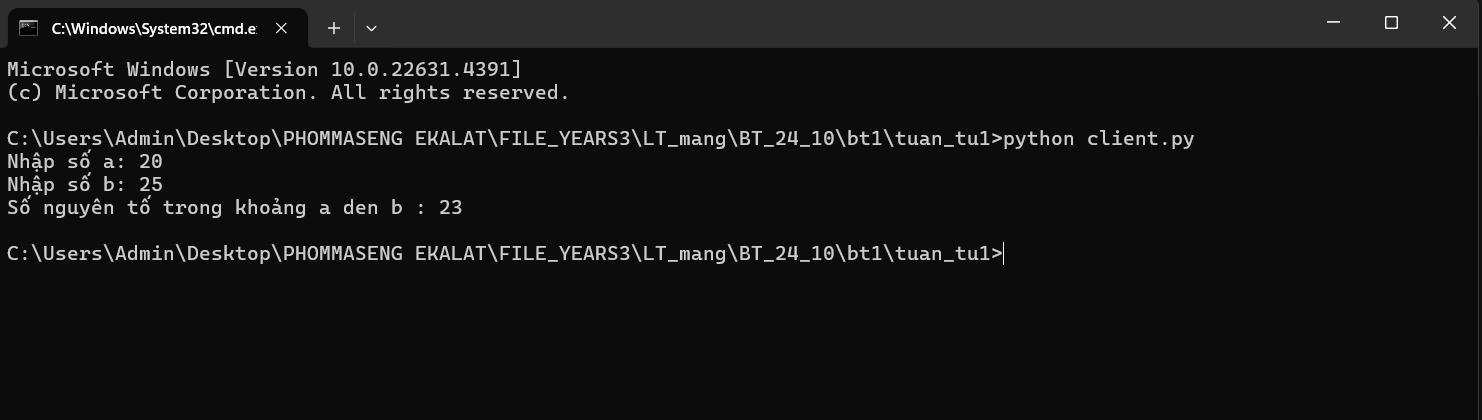 C:\Windows\System32\cmd.e
Microsoft Windows [Version 10.0.22631.4391]
(c) Microsoft Corporation. All rights reserved.
C:\Users\Admin\Desktop\PHOMMASENG EKALAT\FILE_YEARS3\LT_mang\BT_24_10\bt1\tuan_tu1>python client.py
Nhập số a: 20
Nhập số b: 25
Số nguyên tố trong khoảng a den b : 23
C:\Users\Admin\Desktop\PHOMMASENG EKALAT\FILE_YEARS3\LT_mang\BT_24_10\bt1\tuan_tu1>